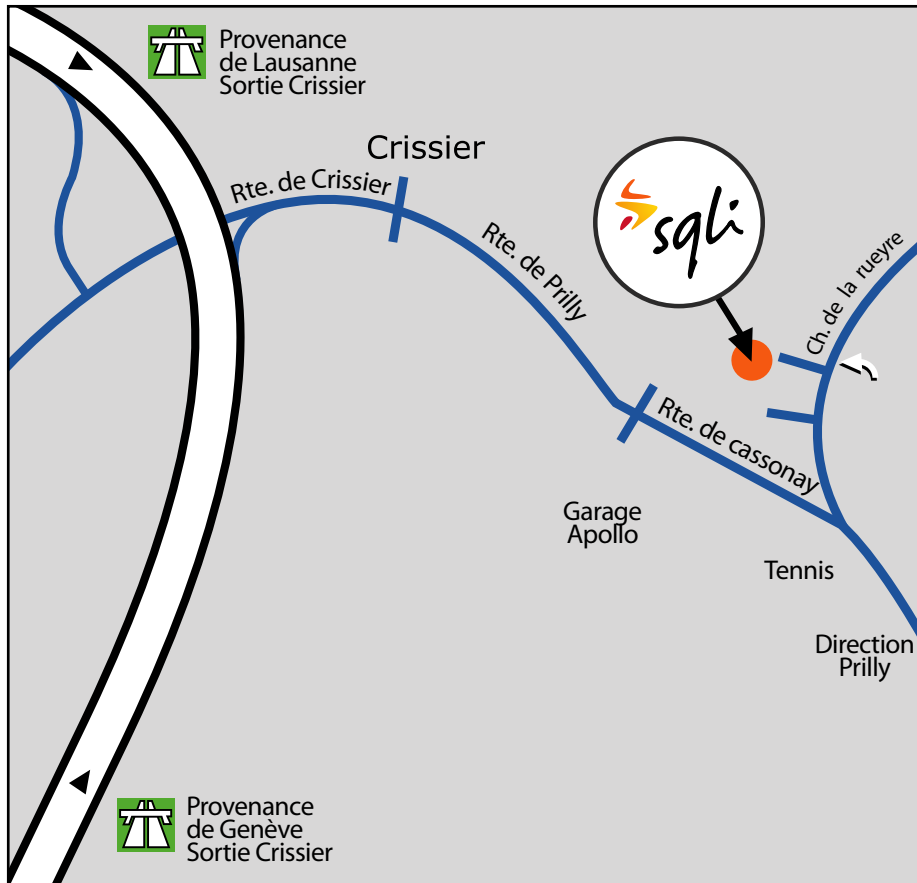 Provenance
de Lausanne
Sortie Crissier
Crissier
Rte. de Crissier
Rte. de Prilly
sqli
Ch. de la rueyre
Rte. de cassonay
Garage
Apollo
Tennis
Direction
Prilly
Provenance
de Genève
Sortie Crissier